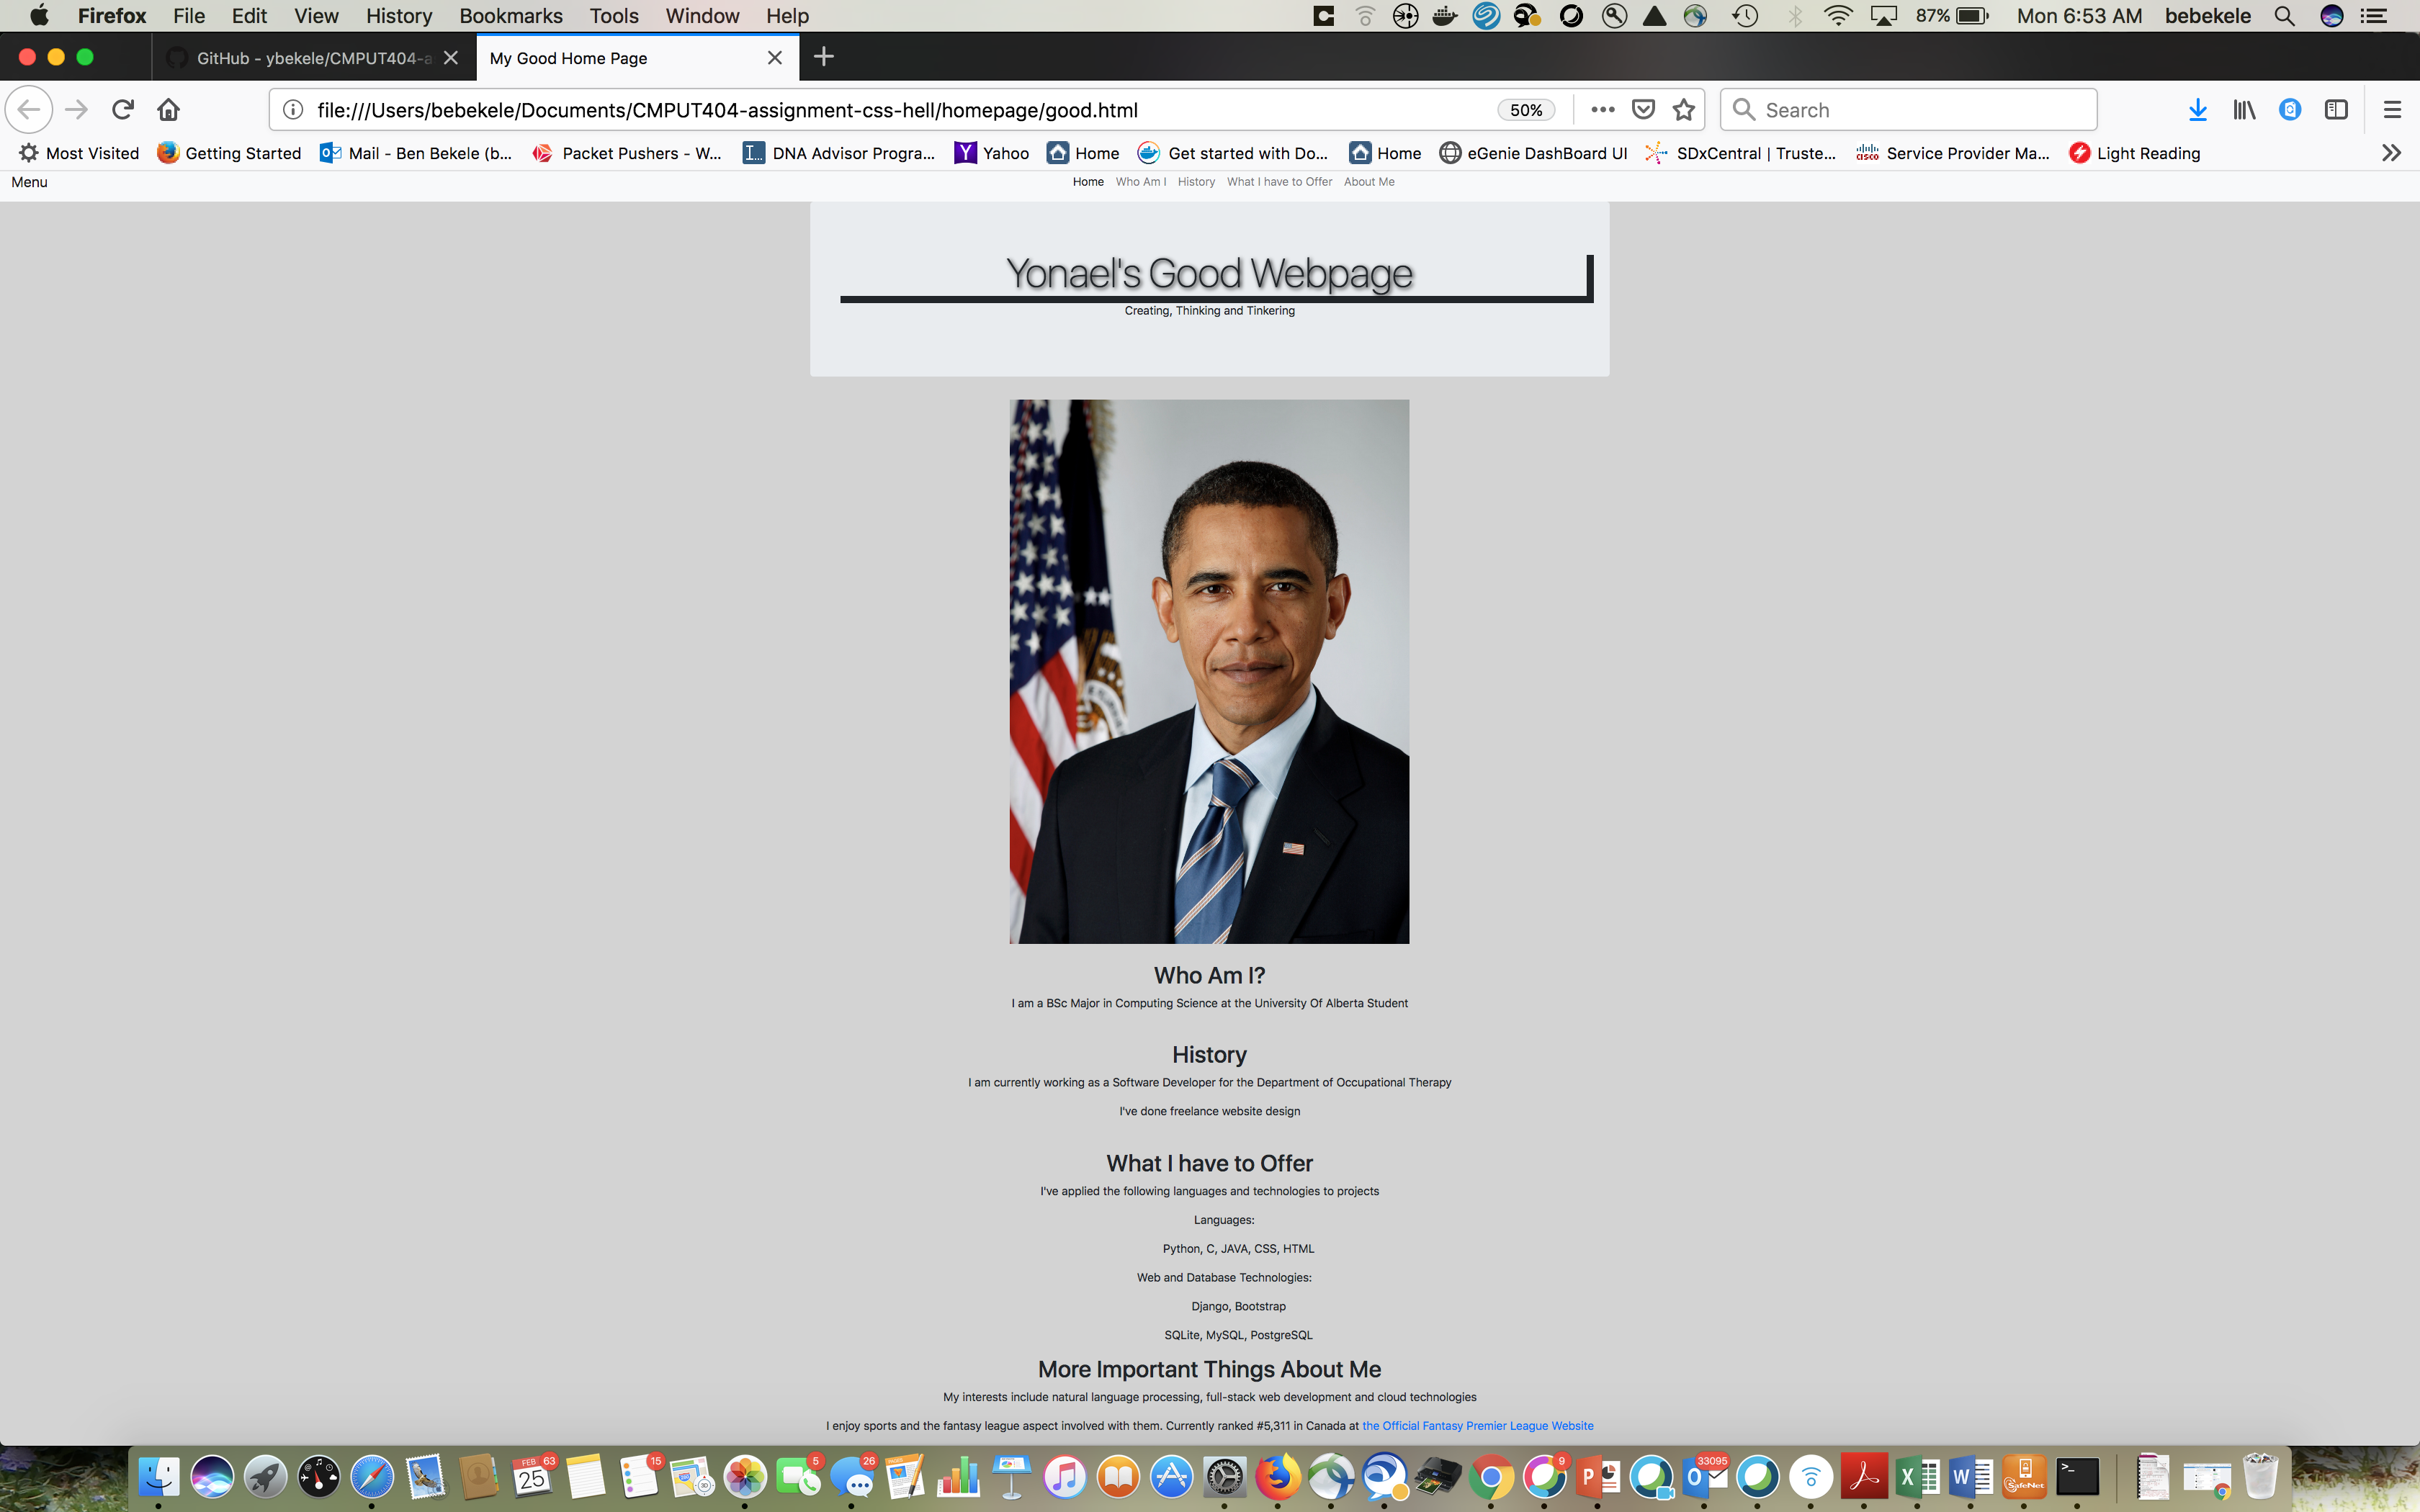 Firefox File Edit View History Bookmarks Tools Window Help 87% Mon 6:53 AM bebekele
GitHub - ybekele/CMPUT404-a
My Good Home Page
file:///Users/bebekele/Documents/CMPUT404-assignment-css-hell/homepage/good.html 50% Search
Most Visited Getting Started Mail - Ben Bekele (b... Packet Pushers - W... DNA Advisor Progra... Yahoo Home Get started with Do... Home eGenie DashBoard UI SDxCentral | Truste... Service Provider Ma... Light Reading
Menu Home Who Am I History What I have to Offer About Me
Yonael's Good Webpage
Creating, Thinking and Tinkering
Who Am I?
I am a BSc Major in Computing Science at the University Of Alberta Student
History
I am currently working as a Software Developer for the Department of Occupational Therapy
I've done freelance website design
What I have to Offer
I've applied the following languages and technologies to projects
Languages:
Python, C, JAVA, CSS, HTML
Web and Database Technologies:
Django, Bootstrap
SQLite, MySQL, PostgreSQL
More Important Things About Me
My interests include natural language processing, full-stack web development and cloud technologies
I enjoy sports and the fantasy league aspect involved with them. Currently ranked #5,311 in Canada at the Official Fantasy Premier League Website
FEB 25 63 15 5 26 PAGES 9 33095 SafeNet